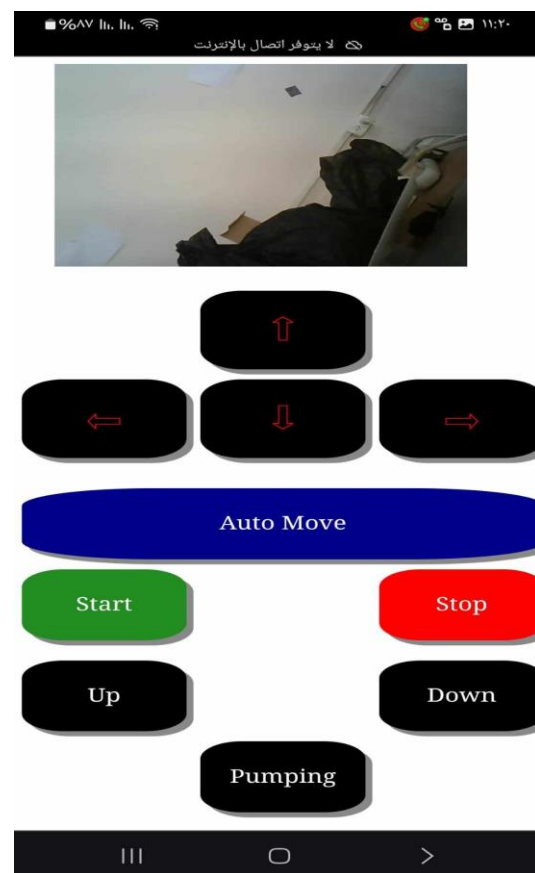 ١١:٢٠ %٨٧
لا يتوفر اتصال بالإنترنت
Auto Move
Start Stop
Up Down
Pumping